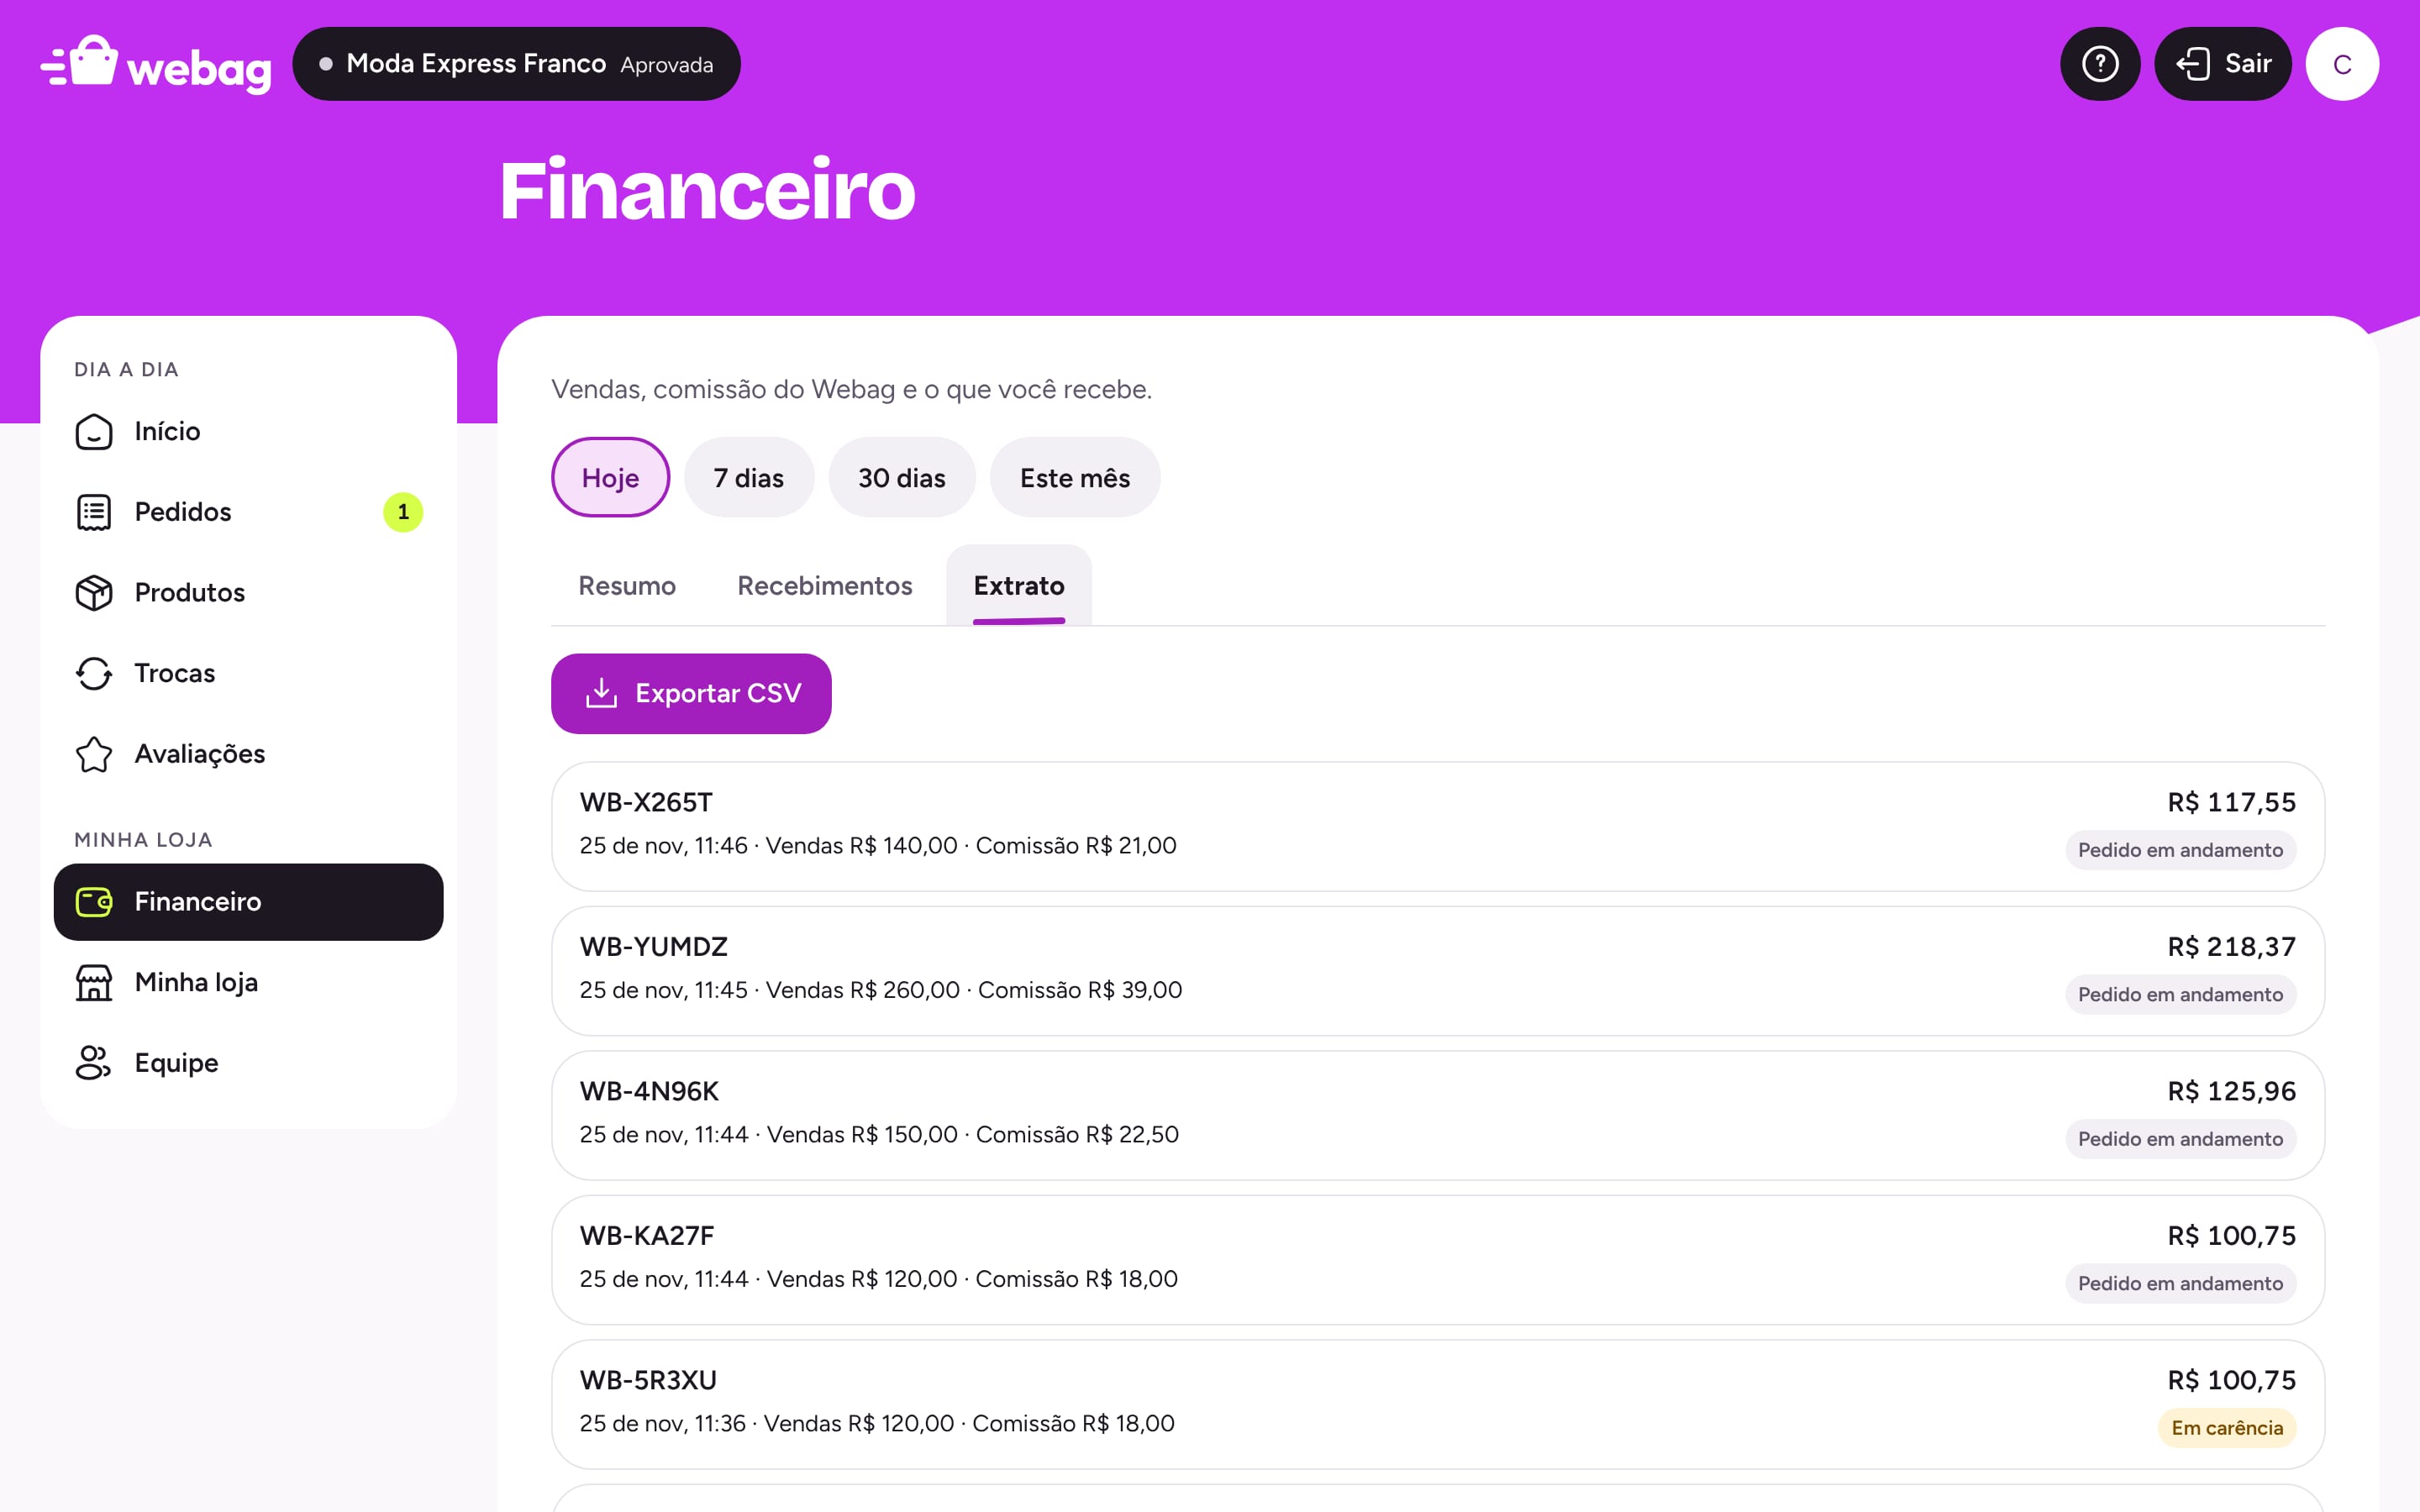 webag
Moda Express Franco Aprovada
Sair
C
Financeiro
DIA A DIA
Início
Pedidos 1
Produtos
Trocas
Avaliações
MINHA LOJA
Financeiro
Minha loja
Equipe
Vendas, comissão do Webag e o que você recebe.
Hoje 7 dias 30 dias Este mês
Resumo Recebimentos Extrato
Exportar CSV
WB-X265T R$ 117,55
25 de nov, 11:46 · Vendas R$ 140,00 · Comissão R$ 21,00 Pedido em andamento
WB-YUMDZ R$ 218,37
25 de nov, 11:45 · Vendas R$ 260,00 · Comissão R$ 39,00 Pedido em andamento
WB-4N96K R$ 125,96
25 de nov, 11:44 · Vendas R$ 150,00 · Comissão R$ 22,50 Pedido em andamento
WB-KA27F R$ 100,75
25 de nov, 11:44 · Vendas R$ 120,00 · Comissão R$ 18,00 Pedido em andamento
WB-5R3XU R$ 100,75
25 de nov, 11:36 · Vendas R$ 120,00 · Comissão R$ 18,00 Em carência